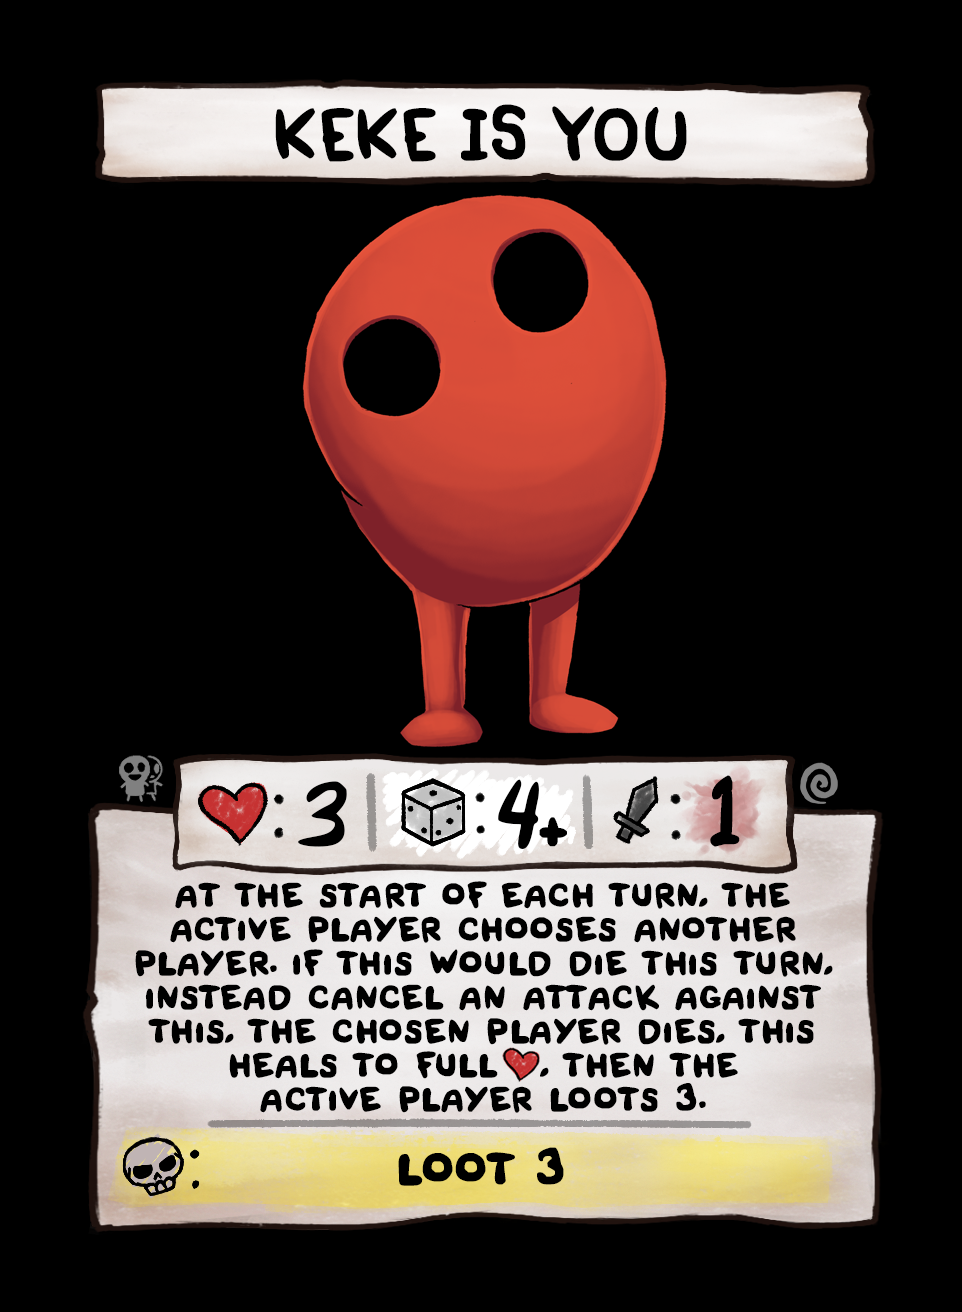 KEKE IS YOU
: 3 : 4+ : 1
AT THE START OF EACH TURN, THE
ACTIVE PLAYER CHOOSES ANOTHER
PLAYER. IF THIS WOULD DIE THIS TURN,
INSTEAD CANCEL AN ATTACK AGAINST
THIS, THE CHOSEN PLAYER DIES, THIS
HEALS TO FULL , THEN THE
ACTIVE PLAYER LOOTS 3.
: LOOT 3